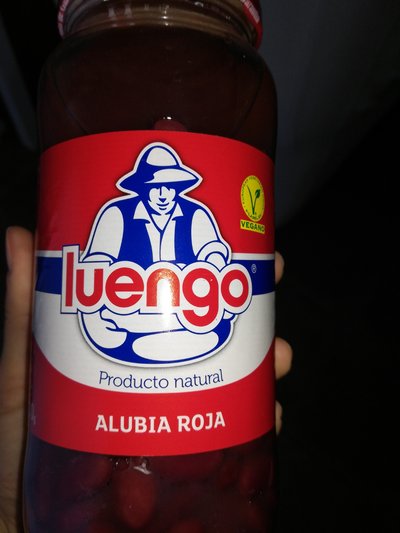 VEGANO
luengo®
Producto natural
ALUBIA ROJA